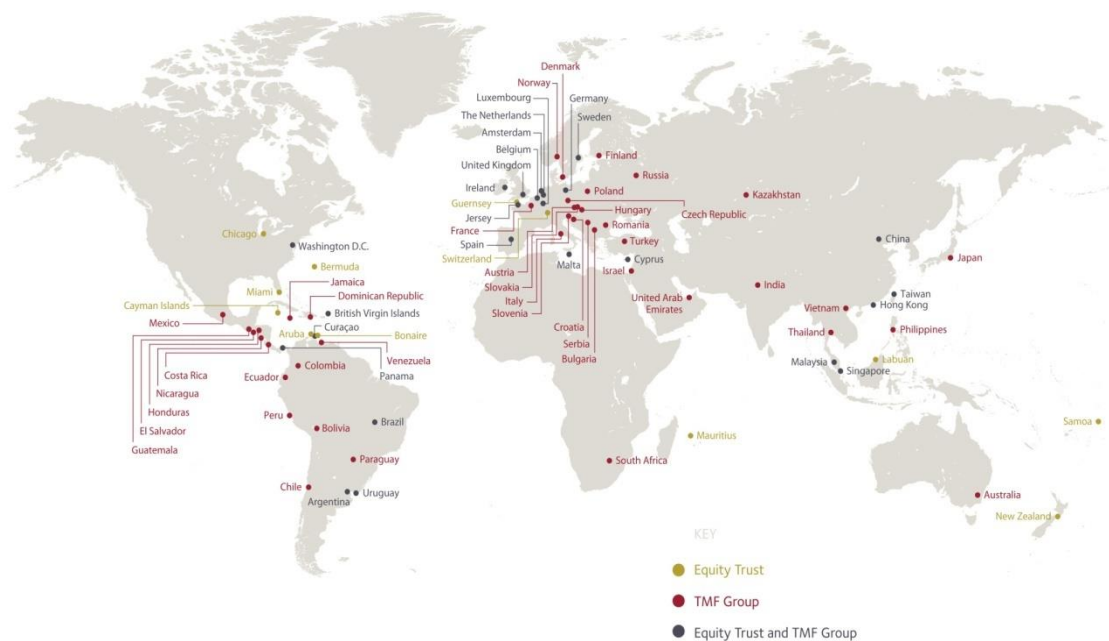 Denmark
Norway
Luxembourg
Germany
The Netherlands
Sweden
Amsterdam
Belgium
United Kingdom
Finland
Ireland
Russia
Guernsey
Poland
Kazakhstan
Jersey
Hungary
Czech Republic
France
Romania
Chicago
Washington D.C.
Spain
Turkey
China
Switzerland
Malta
Cyprus
Japan
Bermuda
Austria
Israel
Jamaica
Slovakia
India
Miami
Dominican Republic
Italy
United Arab
Emirates
Taiwan
Cayman Islands
Slovenia
Hong Kong
British Virgin Islands
Vietnam
Mexico
Curaçao
Croatia
Thailand
Philippines
Aruba
Bonaire
Serbia
Venezuela
Bulgaria
Malaysia
Labuan
Costa Rica
Colombia
Panama
Singapore
Ecuador
Nicaragua
Honduras
Peru
Brazil
El Salvador
Bolivia
Mauritius
Samoa
Guatemala
Paraguay
South Africa
Chile
Uruguay
Argentina
Australia
New Zealand
KEY
Equity Trust
TMF Group
Equity Trust and TMF Group